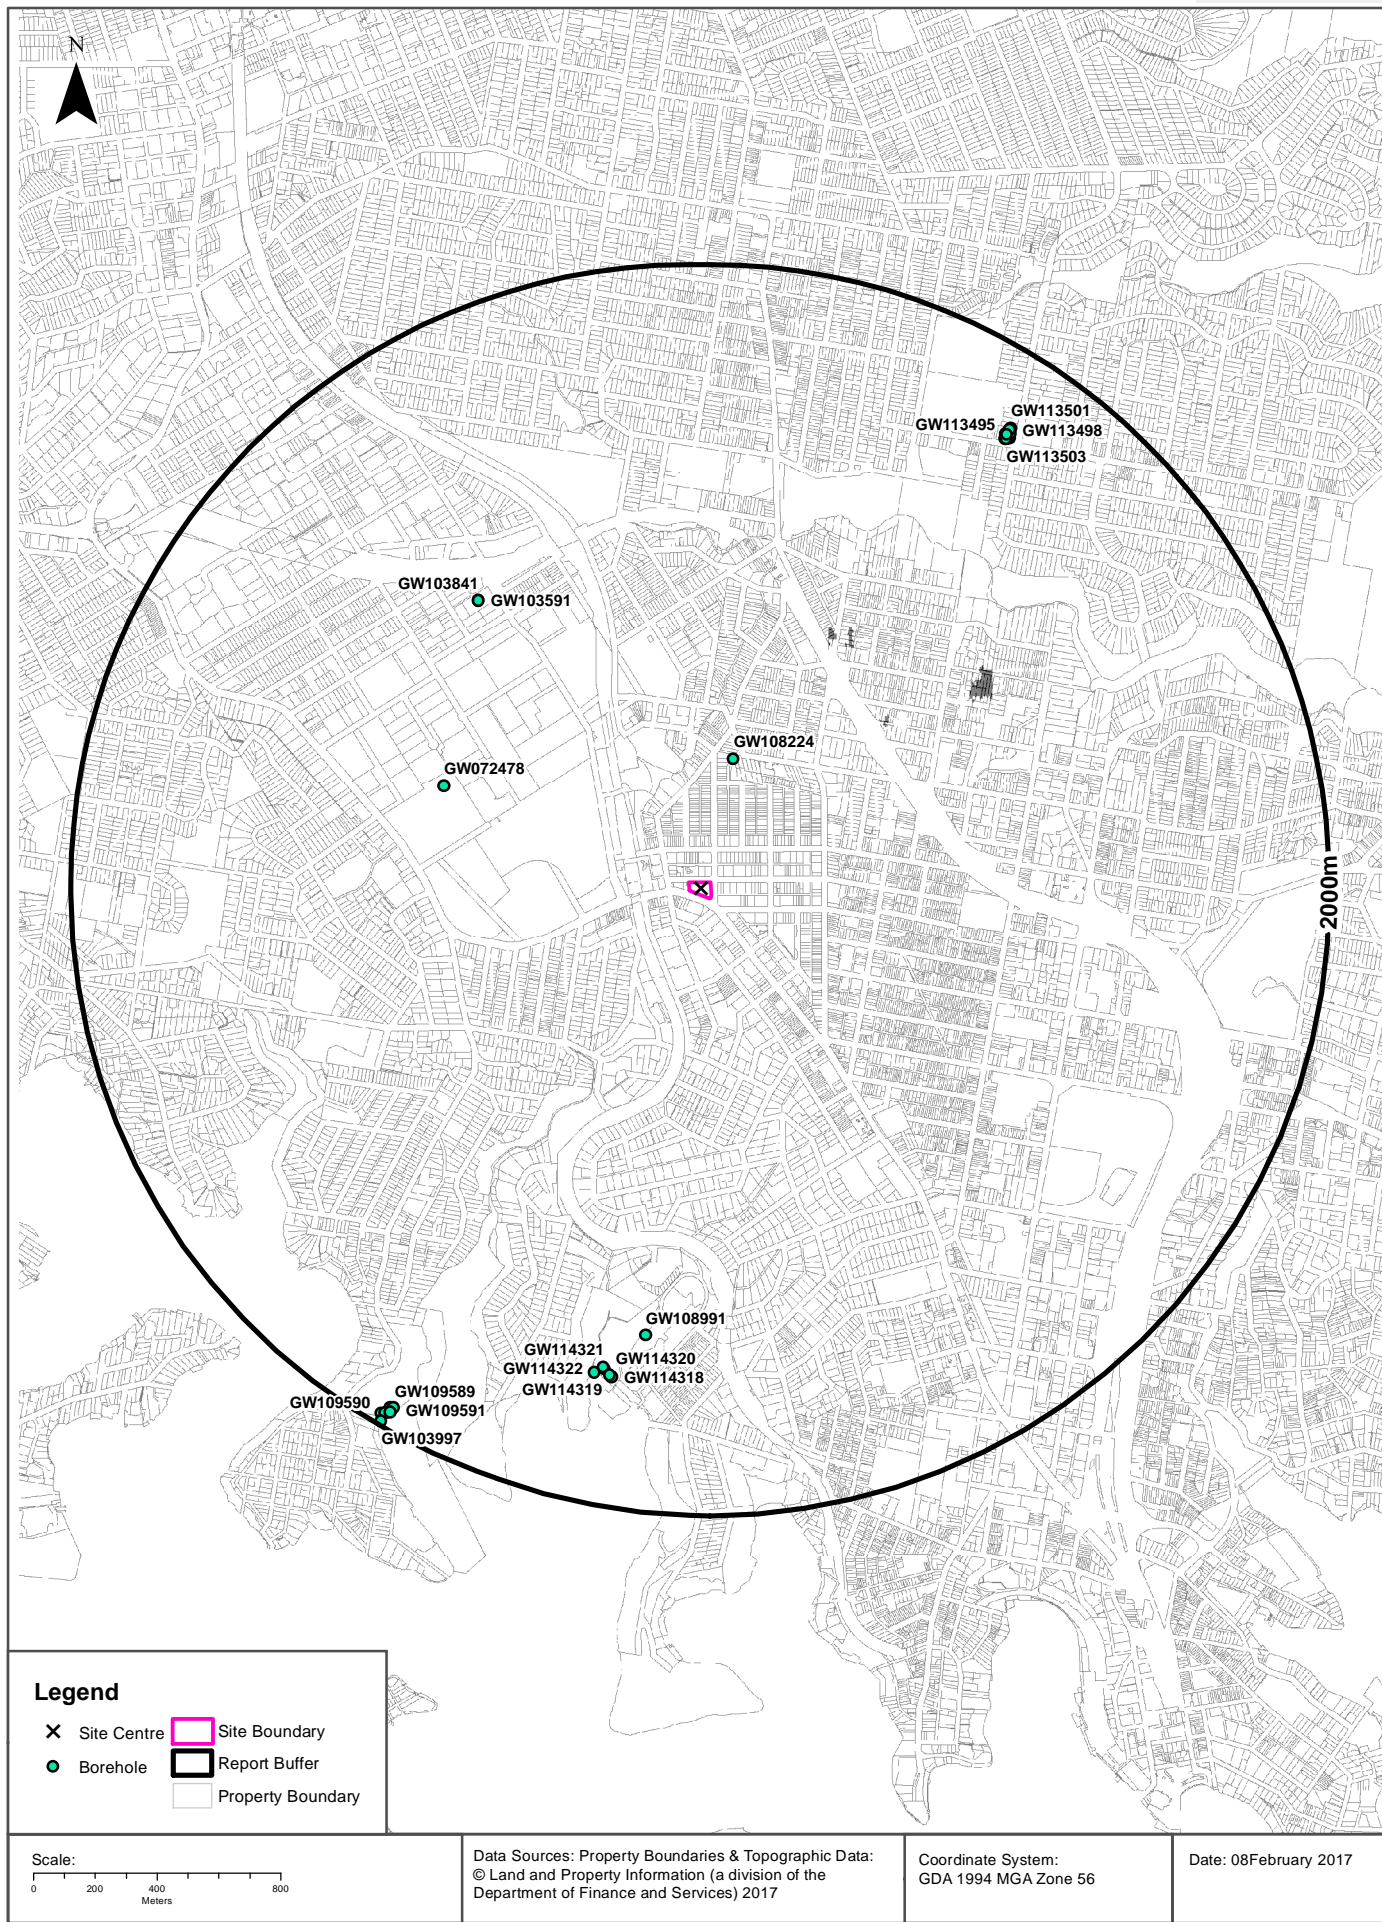 N
GW113501
GW113495
GW113498
GW113503
GW103841
GW103591
GW108224
GW072478
2000m
GW108991
GW114321
GW114320
GW114322
GW114318
GW114319
GW109589
GW109590
GW109591
GW103997
Legend
Site Centre
Site Boundary
Borehole
Report Buffer
Property Boundary
Scale:
0 200 400 800
Meters
Data Sources: Property Boundaries & Topographic Data:
© Land and Property Information (a division of the
Department of Finance and Services) 2017
Coordinate System:
GDA 1994 MGA Zone 56
Date: 08February 2017